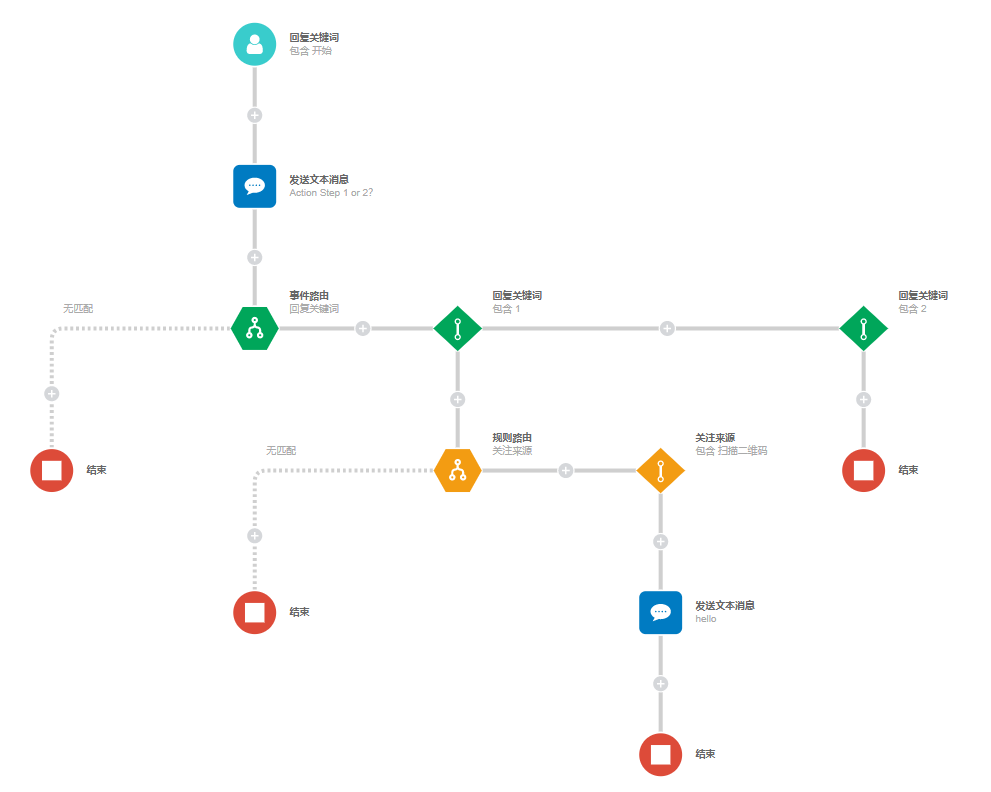 回复关键词
包含 开始
发送文本消息
Action Step 1 or 2?
事件路由
回复关键词
回复关键词
包含 1
回复关键词
包含 2
无匹配
结束
规则路由
关注来源
关注来源
包含 扫描二维码
结束
无匹配
结束
发送文本消息
hello
结束